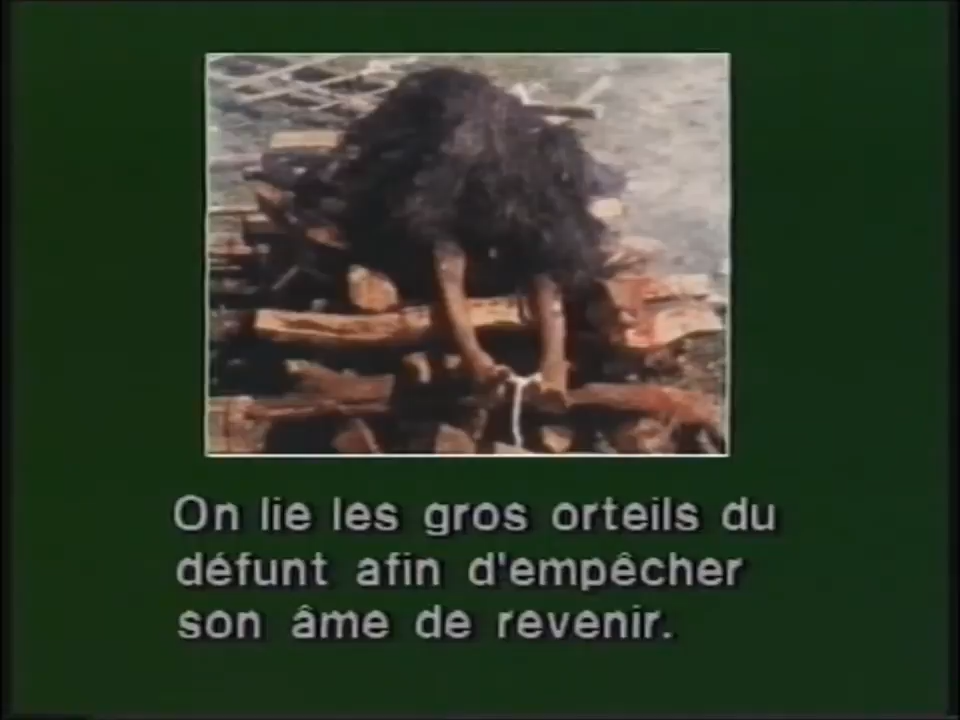 On lie les gros orteils du
défunt afin d'empêcher
son âme de revenir.